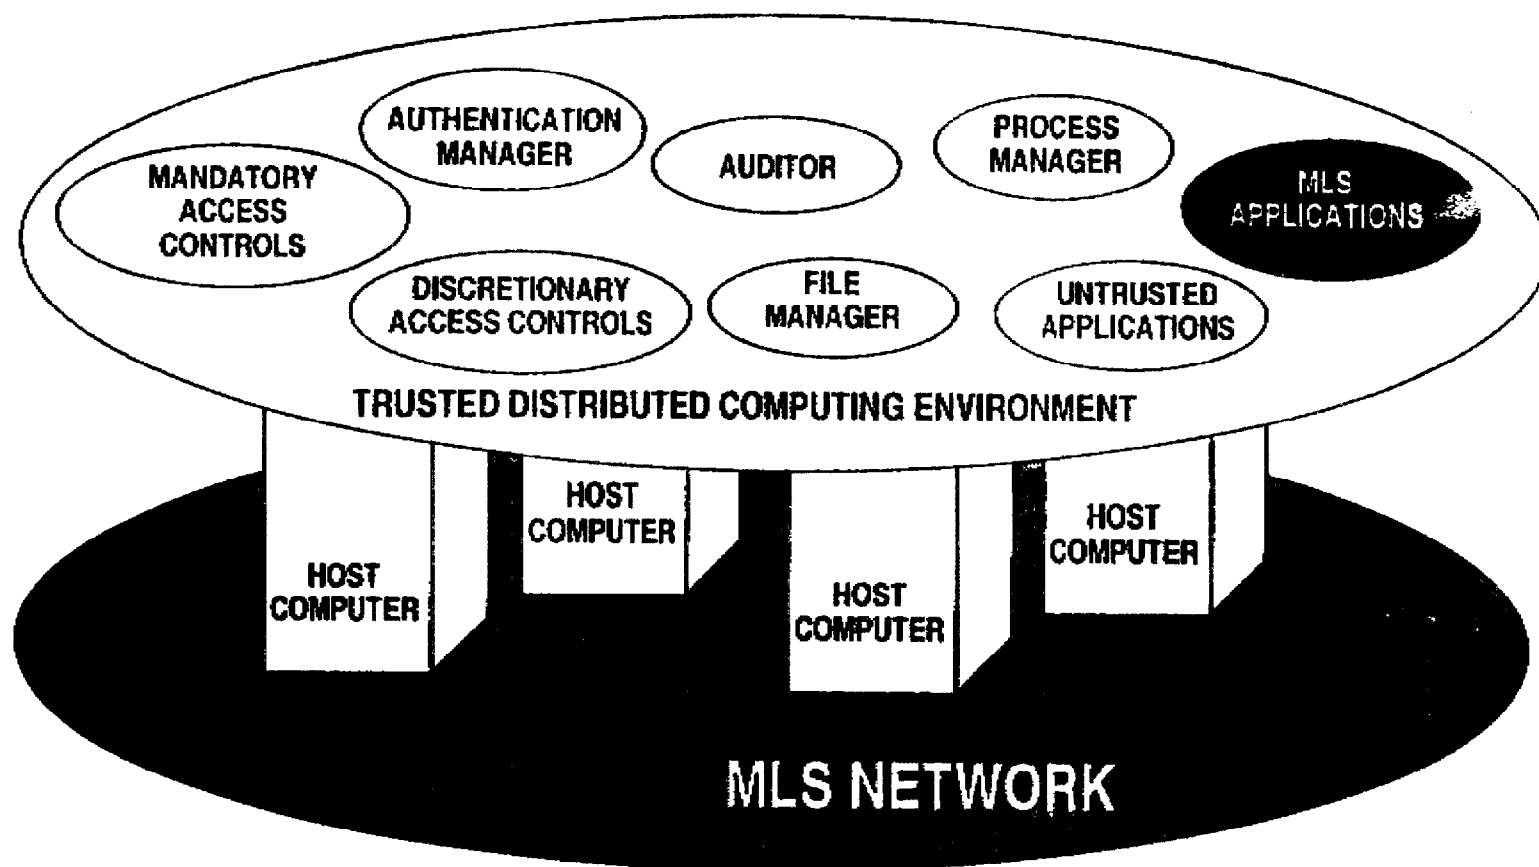 AUTHENTICATION
MANAGER
AUDITOR
PROCESS
MANAGER
MANDATORY
ACCESS
CONTROLS
MLS
APPLICATIONS
DISCRETIONARY
ACCESS CONTROLS
FILE
MANAGER
UNTRUSTED
APPLICATIONS
TRUSTED DISTRIBUTED COMPUTING ENVIRONMENT
HOST
COMPUTER
HOST
COMPUTER
HOST
COMPUTER
HOST
COMPUTER
MLS NETWORK